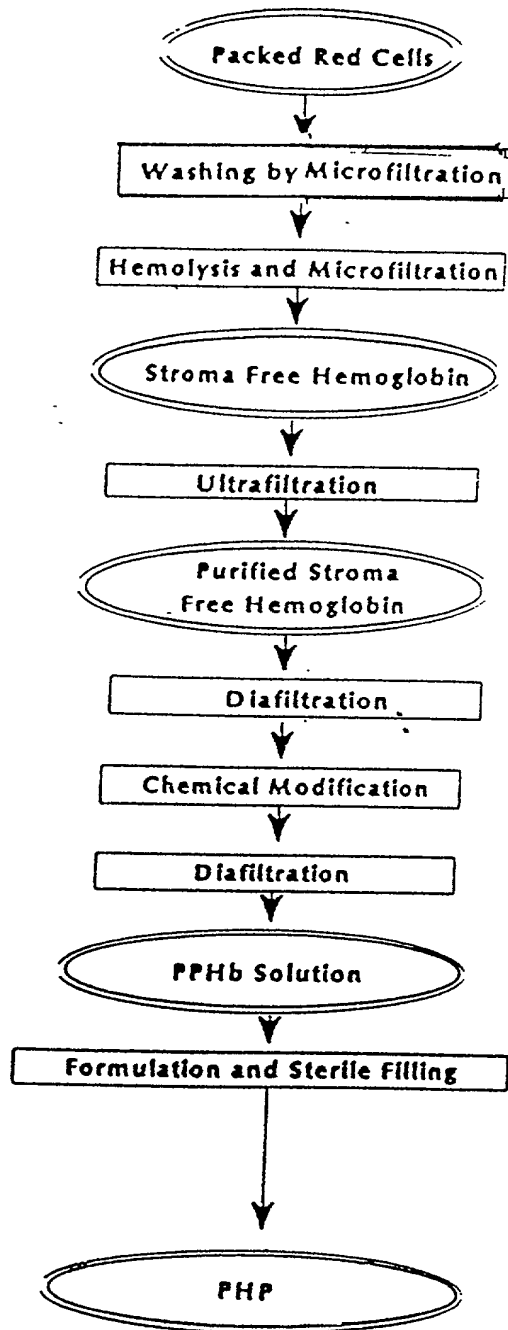 Packed Red Cells
Washing by Microfiltration
Hemolysis and Microfiltration
Stroma Free Hemoglobin
Ultrafiltration
Purified Stroma
Free Hemoglobin
Diafiltration
Chemical Modification
Diafiltration
PPHb Solution
Formulation and Sterile Filling
PHP